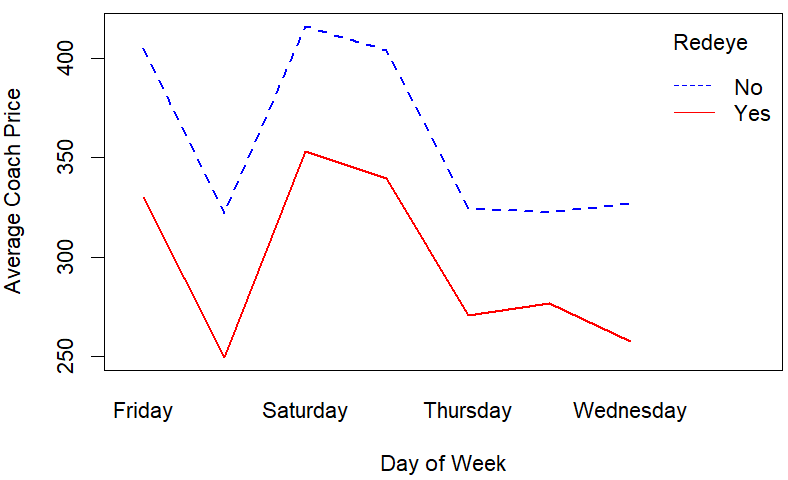 Redeye
No
Yes
Average Coach Price
400
350
300
250
Friday Saturday Thursday Wednesday
Day of Week